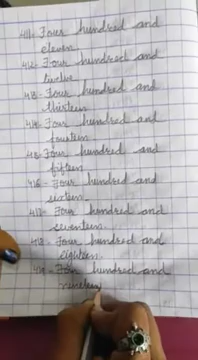 411- Four hundred and
eleven
412- Four hundred and
twelve
413- Four hundred and
thirteen
414- Four hundred and
fourteen
415- Four hundred and
fifteen
416- Four hundred and
sixteen
417- Four hundred and
seventeen
418- Four hundred and
eighteen
419- Four hundred and
nineteen